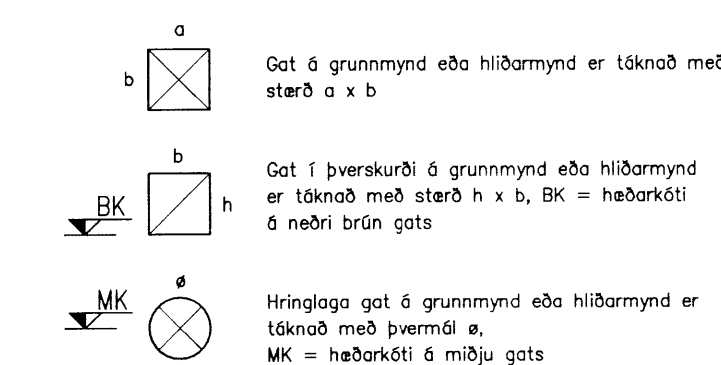 a
b
Gat á grunnmynd eða hliðarmynd er táknað með
stærð a x b
b
h
BK
Gat í þverskurði á grunnmynd eða hliðarmynd
er táknað með stærð h x b, BK = hæðarkóti
á neðri brún gats
ø
MK
Hringlaga gat á grunnmynd eða hliðarmynd er
táknað með þvermál ø,
MK = hæðarkóti á miðju gats